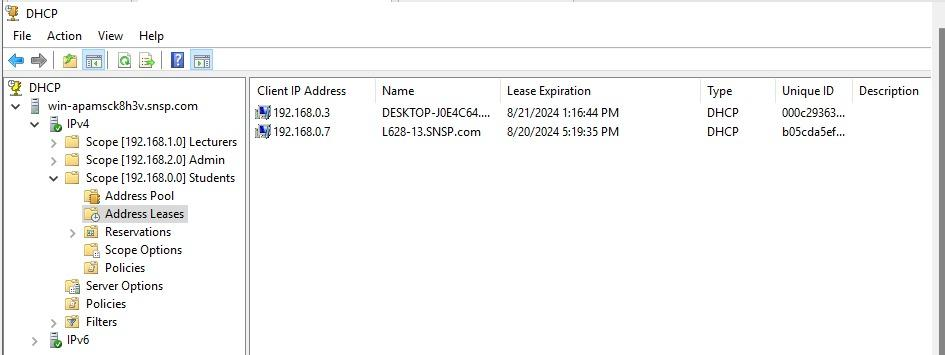 DHCP
File Action View Help
DHCP
win-apamsck8h3v.snsp.com
IPv4
Scope [192.168.1.0] Lecturers
Scope [192.168.2.0] Admin
Scope [192.168.0.0] Students
Address Pool
Address Leases
Reservations
Scope Options
Policies
Server Options
Policies
Filters
IPv6
Client IP Address Name Lease Expiration Type Unique ID Description
192.168.0.3 DESKTOP-J0E4C64.... 8/21/2024 1:16:44 PM DHCP 000c29363...
192.168.0.7 L628-13.SNSP.com 8/20/2024 5:19:35 PM DHCP b05cda5ef...